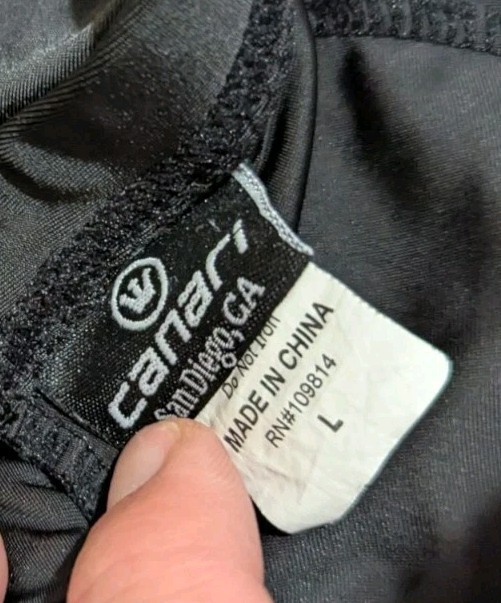 canari
San Diego, CA
Do Not Iron
MADE IN CHINA
RN#109814
L